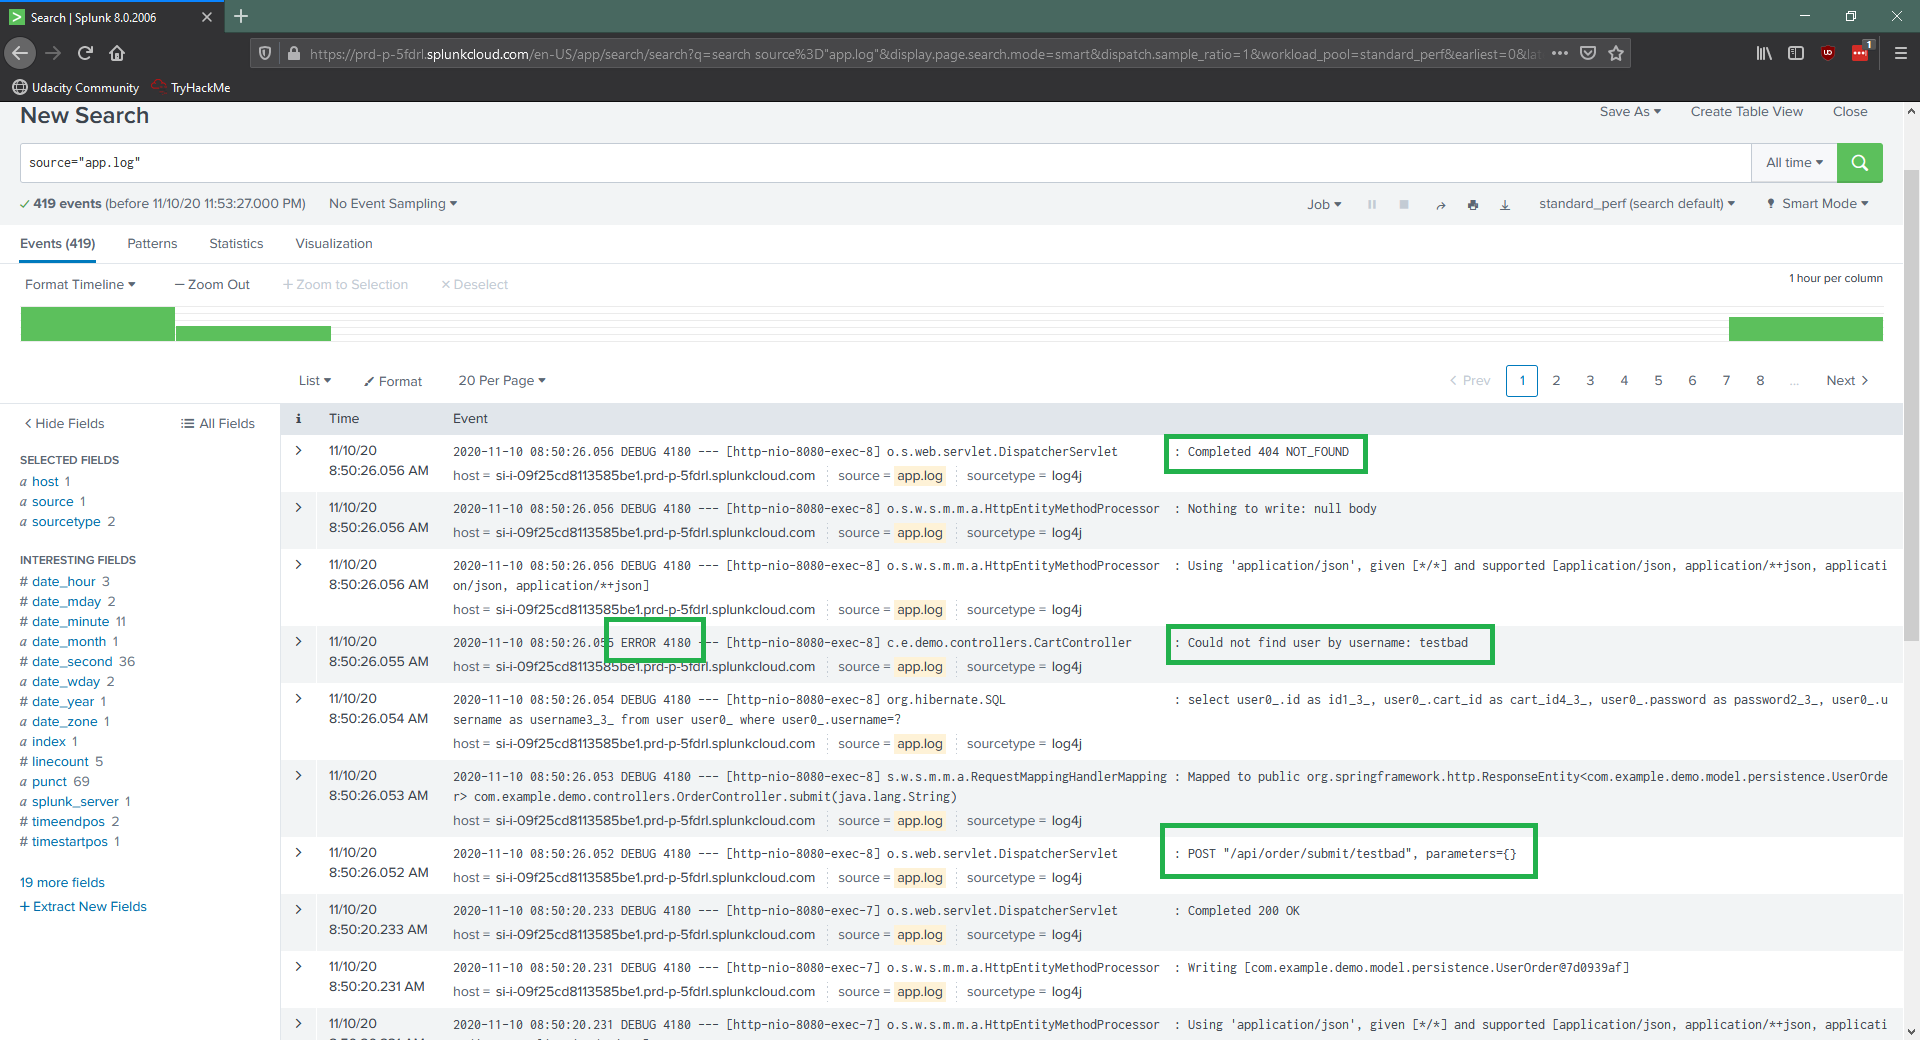 Search | Splunk 8.0.2006
https://prd-p-5fdrl.splunkcloud.com/en-US/app/search/search?q=search source%3D"app.log"&display.page.search.mode=smart&dispatch.sample_ratio=1&workload_pool=standard_perf&earliest=0&la
1
Udacity Community TryHackMe
New Search
Save As Create Table View Close
source="app.log"
All time
419 events (before 11/10/20 11:53:27.000 PM) No Event Sampling
Job standard_perf (search default) Smart Mode
Events (419) Patterns Statistics Visualization
Format Timeline — Zoom Out + Zoom to Selection × Deselect
1 hour per column
List Format 20 Per Page
< Prev 1 2 3 4 5 6 7 8 ... Next >
< Hide Fields All Fields
SELECTED FIELDS
a host 1
a source 1
a sourcetype 2
INTERESTING FIELDS
# date_hour 3
# date_mday 2
# date_minute 11
a date_month 1
# date_second 36
a date_wday 2
# date_year 1
a date_zone 1
a index 1
# linecount 5
a punct 69
a splunk_server 1
# timeendpos 2
# timestartpos 1
19 more fields
+ Extract New Fields
i Time Event
11/10/20
8:50:26.056 AM
2020-11-10 08:50:26.056 DEBUG 4180 --- [http-nio-8080-exec-8] o.s.web.servlet.DispatcherServlet : Completed 404 NOT_FOUND
host = si-i-09f25cd8113585be1.prd-p-5fdrl.splunkcloud.com source = app.log sourcetype = log4j
11/10/20
8:50:26.056 AM
2020-11-10 08:50:26.056 DEBUG 4180 --- [http-nio-8080-exec-8] o.s.w.s.m.m.a.HttpEntityMethodProcessor : Nothing to write: null body
host = si-i-09f25cd8113585be1.prd-p-5fdrl.splunkcloud.com source = app.log sourcetype = log4j
11/10/20
8:50:26.056 AM
2020-11-10 08:50:26.056 DEBUG 4180 --- [http-nio-8080-exec-8] o.s.w.s.m.m.a.HttpEntityMethodProcessor : Using 'application/json', given [*/*] and supported [application/json, application/*+json, applicati
on/json, application/*+json]
host = si-i-09f25cd8113585be1.prd-p-5fdrl.splunkcloud.com source = app.log sourcetype = log4j
11/10/20
8:50:26.055 AM
2020-11-10 08:50:26.055 ERROR 4180 --- [http-nio-8080-exec-8] c.e.demo.controllers.CartController : Could not find user by username: testbad
host = si-i-09f25cd8113585be1.prd-p-5fdrl.splunkcloud.com source = app.log sourcetype = log4j
11/10/20
8:50:26.054 AM
2020-11-10 08:50:26.054 DEBUG 4180 --- [http-nio-8080-exec-8] org.hibernate.SQL : select user0_.id as id1_3_, user0_.cart_id as cart_id4_3_, user0_.password as password2_3_, user0_.u
sername as username3_3_ from user user0_ where user0_.username=?
host = si-i-09f25cd8113585be1.prd-p-5fdrl.splunkcloud.com source = app.log sourcetype = log4j
11/10/20
8:50:26.053 AM
2020-11-10 08:50:26.053 DEBUG 4180 --- [http-nio-8080-exec-8] s.w.s.m.m.a.RequestMappingHandlerMapping : Mapped to public org.springframework.http.ResponseEntity<com.example.demo.model.persistence.UserOrde
r> com.example.demo.controllers.OrderController.submit(java.lang.String)
host = si-i-09f25cd8113585be1.prd-p-5fdrl.splunkcloud.com source = app.log sourcetype = log4j
11/10/20
8:50:26.052 AM
2020-11-10 08:50:26.052 DEBUG 4180 --- [http-nio-8080-exec-8] o.s.web.servlet.DispatcherServlet : POST "/api/order/submit/testbad", parameters={}
host = si-i-09f25cd8113585be1.prd-p-5fdrl.splunkcloud.com source = app.log sourcetype = log4j
11/10/20
8:50:20.233 AM
2020-11-10 08:50:20.233 DEBUG 4180 --- [http-nio-8080-exec-7] o.s.web.servlet.DispatcherServlet : Completed 200 OK
host = si-i-09f25cd8113585be1.prd-p-5fdrl.splunkcloud.com source = app.log sourcetype = log4j
11/10/20
8:50:20.231 AM
2020-11-10 08:50:20.231 DEBUG 4180 --- [http-nio-8080-exec-7] o.s.w.s.m.m.a.HttpEntityMethodProcessor : Writing [com.example.demo.model.persistence.UserOrder@7d0939af]
host = si-i-09f25cd8113585be1.prd-p-5fdrl.splunkcloud.com source = app.log sourcetype = log4j
11/10/20
2020-11-10 08:50:20.231 DEBUG 4180 --- [http-nio-8080-exec-7] o.s.w.s.m.m.a.HttpEntityMethodProcessor : Using 'application/json', given [*/*] and supported [application/json, application/*+json, applicati